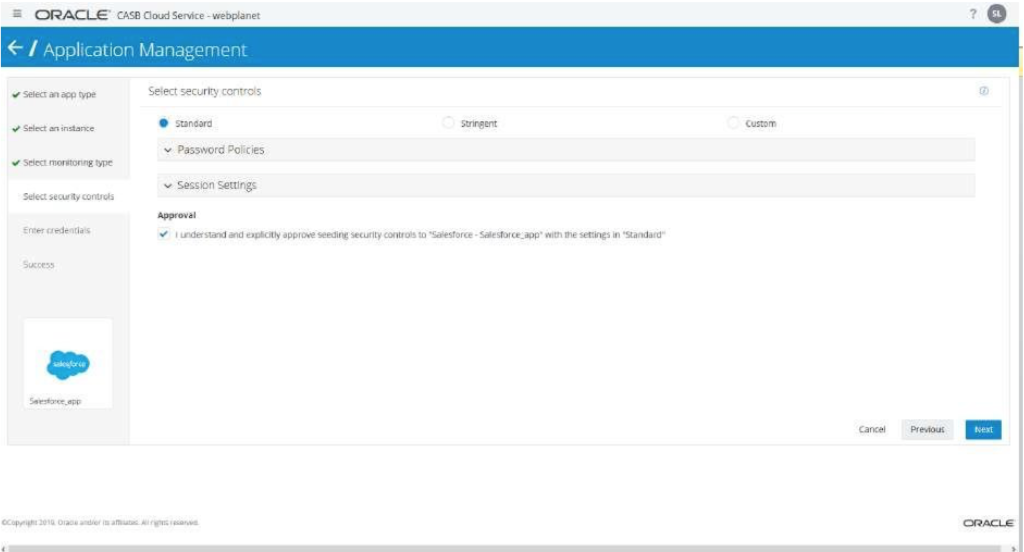 ORACLE CASB Cloud Service - webplanet
? SL
/ Application Management
Select an app type
Select an instance
Select monitoring type
Select security controls
Enter credentials
Success
salesforce
Salesforce_app
Select security controls
Standard
Stringent
Custom
Password Policies
Session Settings
Approval
I understand and explicitly approve seeding security controls to "Salesforce - Salesforce_app" with the settings in "Standard"
Cancel
Previous
Next
Oracle and/or its affiliates. All rights reserved.
ORACLE